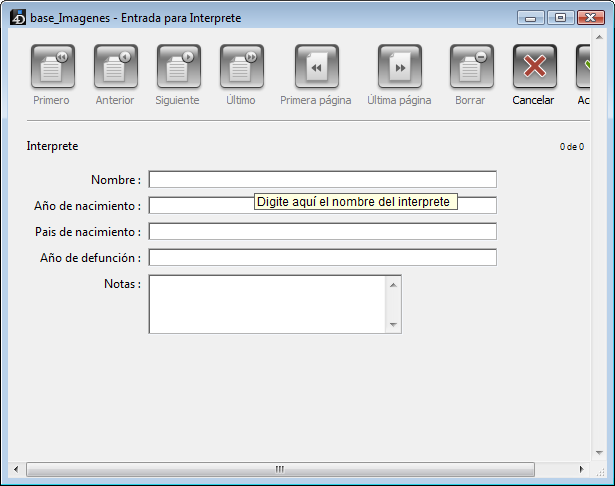 base_Imagenes - Entrada para Interprete
Primero Anterior Siguiente Último Primera página Última página Borrar Cancelar Ac
Interprete 0 de 0
Nombre :
Digite aquí el nombre del interprete
Año de nacimiento :
Pais de nacimiento :
Año de defunción :
Notas :